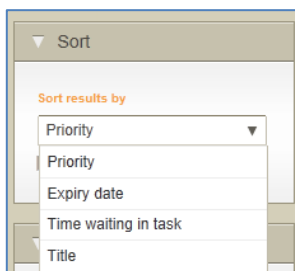 Sort
Sort results by
Priority
Priority
Expiry date
Time waiting in task
Title